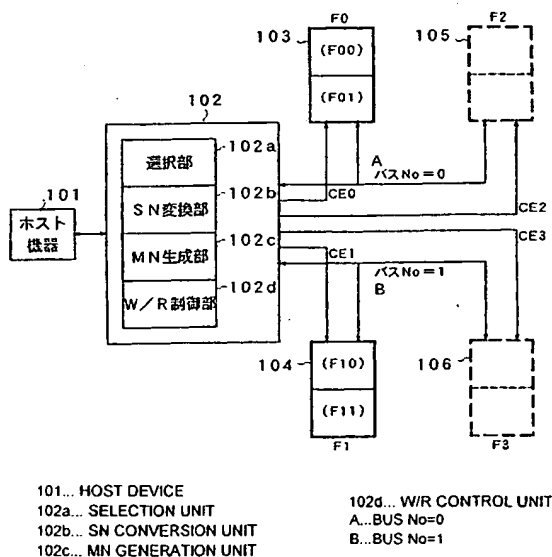 F0
103
(F00)
(F01)
F2
105
102
102a
選択部
102b
SN変換部
102c
MN生成部
102d
W/R制御部
101
ホスト
機器
A
バスNo=0
CE0
CE2
CE3
CE1
バスNo=1
B
104
(F10)
(F11)
F1
106
F3
101... HOST DEVICE
102a... SELECTION UNIT
102b... SN CONVERSION UNIT
102c... MN GENERATION UNIT
102d... W/R CONTROL UNIT
A...BUS No=0
B...BUS No=1